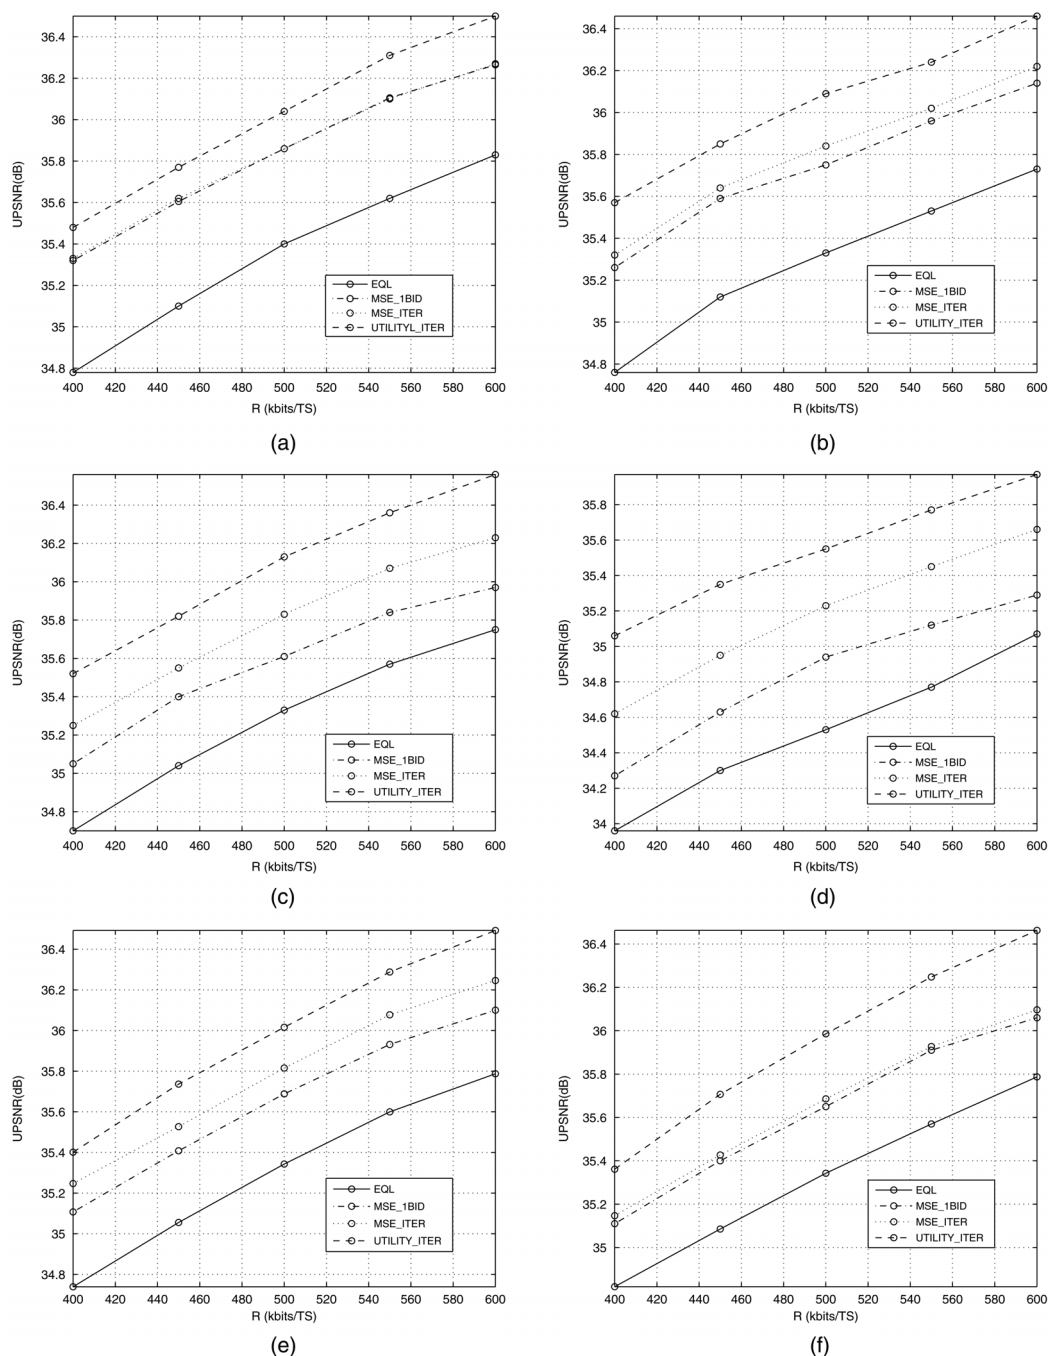 36.4
36.2
36
35.8
35.6
35.4
35.2
35
34.8
UPSNR(dB)
400 420 440 460 480 500 520 540 560 580 600
R (kbits/TS)
EQL
MSE_1BID
MSE_ITER
UTILITYL_ITER
(a)
36.4
36.2
36
35.8
35.6
35.4
35.2
35
34.8
UPSNR(dB)
400 420 440 460 480 500 520 540 560 580 600
R (kbits/TS)
EQL
MSE_1BID
MSE_ITER
UTILITY_ITER
(b)
36.4
36.2
36
35.8
35.6
35.4
35.2
35
34.8
UPSNR(dB)
400 420 440 460 480 500 520 540 560 580 600
R (kbits/TS)
EQL
MSE_1BID
MSE_ITER
UTILITY_ITER
(c)
35.8
35.6
35.4
35.2
35
34.8
34.6
34.4
34.2
34
UPSNR(dB)
400 420 440 460 480 500 520 540 560 580 600
R (kbits/TS)
EQL
MSE_1BID
MSE_ITER
UTILITY_ITER
(d)
36.4
36.2
36
35.8
35.6
35.4
35.2
35
34.8
UPSNR(dB)
400 420 440 460 480 500 520 540 560 580 600
R (kbits/TS)
EQL
MSE_1BID
MSE_ITER
UTILITY_ITER
(e)
36.4
36.2
36
35.8
35.6
35.4
35.2
35
UPSNR(dB)
400 420 440 460 480 500 520 540 560 580 600
R (kbits/TS)
EQL
MSE_1BID
MSE_ITER
UTILITY_ITER
(f)